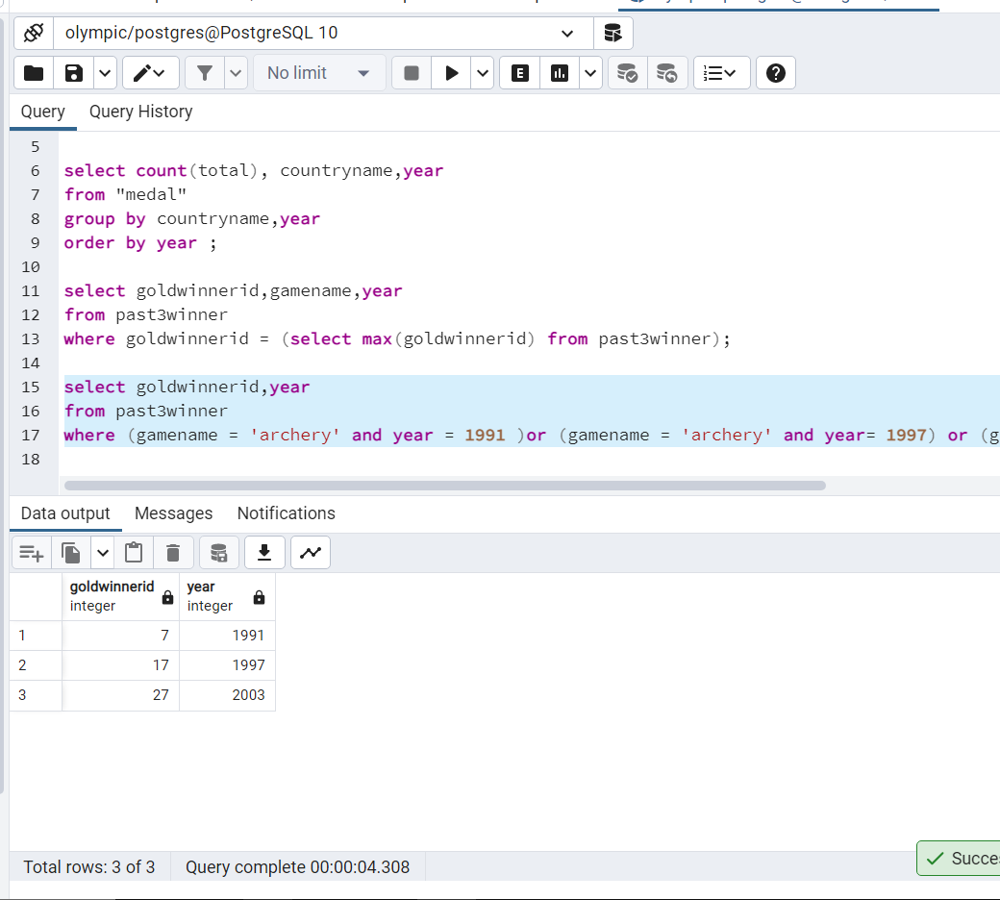 olympic/postgres@PostgreSQL 10
No limit
E
Query Query History
5
6 select count(total), countryname,year
7 from "medal"
8 group by countryname,year
9 order by year ;
10
11 select goldwinnerid,gamename,year
12 from past3winner
13 where goldwinnerid = (select max(goldwinnerid) from past3winner);
14
15 select goldwinnerid,year
16 from past3winner
17 where (gamename = 'archery' and year = 1991 )or (gamename = 'archery' and year= 1997) or (g
18
Data output Messages Notifications
goldwinnerid year
integer integer
1 7 1991
2 17 1997
3 27 2003
Total rows: 3 of 3 Query complete 00:00:04.308
Succes